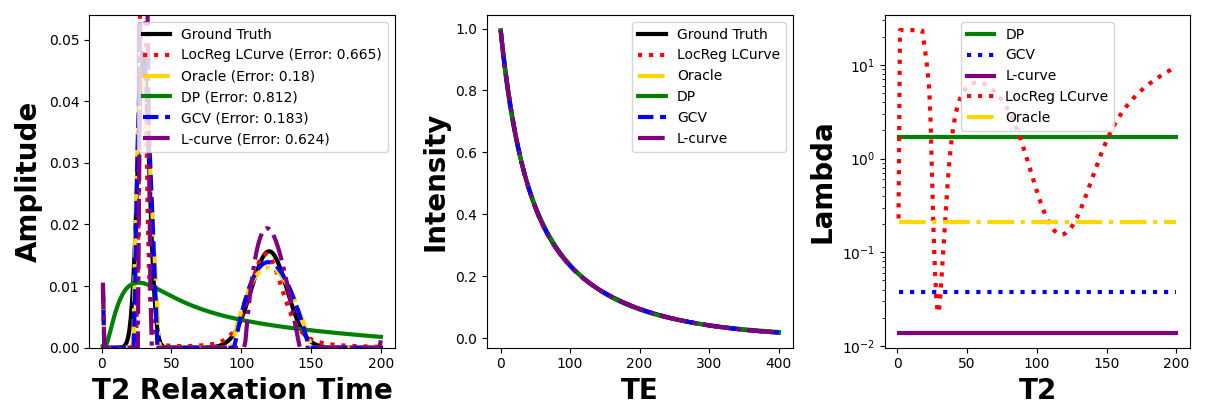 Amplitude
0.05
0.04
0.03
0.02
0.01
0.00
Ground Truth
LocReg LCurve (Error: 0.665)
Oracle (Error: 0.18)
DP (Error: 0.812)
GCV (Error: 0.183)
L-curve (Error: 0.624)
0 50 100 150 200
T2 Relaxation Time
Intensity
1.0
0.8
0.6
0.4
0.2
0.0
Ground Truth
LocReg LCurve
Oracle
DP
GCV
L-curve
0 100 200 300 400
TE
Lambda
10¹
10⁰
10⁻¹
10⁻²
DP
GCV
L-curve
LocReg LCurve
Oracle
0 50 100 150 200
T2